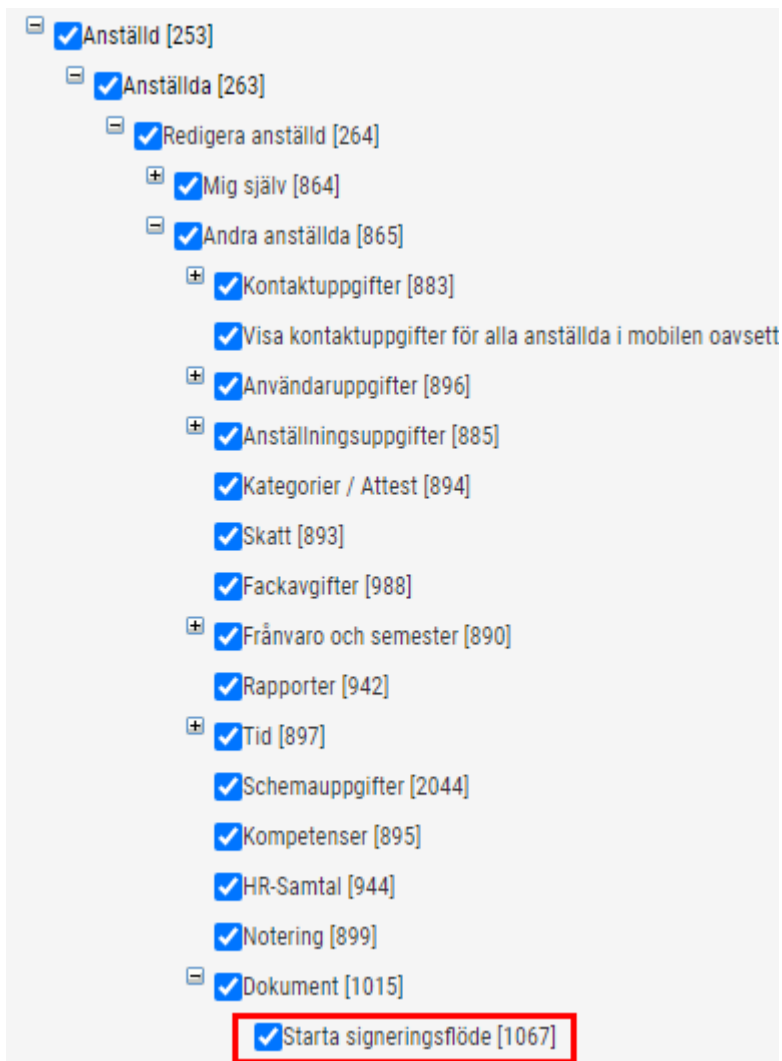 Anställd [253]
Anställda [263]
Redigera anställd [264]
Mig själv [864]
Andra anställda [865]
Kontaktuppgifter [883]
Visa kontaktuppgifter för alla anställda i mobilen oavsett
Användaruppgifter [896]
Anställningsuppgifter [885]
Kategorier / Attest [894]
Skatt [893]
Fackavgifter [988]
Frånvaro och semester [890]
Rapporter [942]
Tid [897]
Schemauppgifter [2044]
Kompetenser [895]
HR-Samtal [944]
Notering [899]
Dokument [1015]
Starta signeringsflöde [1067]